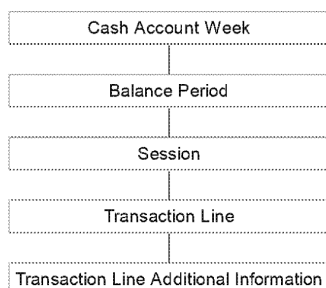 Cash Account Week
Balance Period
Session
Transaction Line
Transaction Line Additional Information